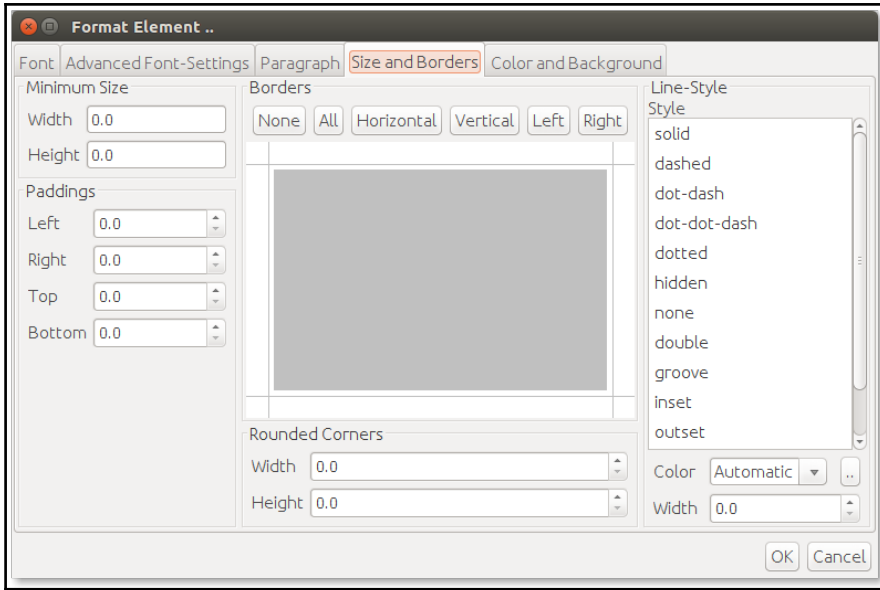 Format Element ..
Font Advanced Font-Settings Paragraph Size and Borders Color and Background
Minimum Size
Width 0.0
Height 0.0
Paddings
Left 0.0
Right 0.0
Top 0.0
Bottom 0.0
Borders
None All Horizontal Vertical Left Right
Rounded Corners
Width 0.0
Height 0.0
Line-Style
Style
solid
dashed
dot-dash
dot-dot-dash
dotted
hidden
none
double
groove
inset
outset
Color Automatic ..
Width 0.0
OK Cancel